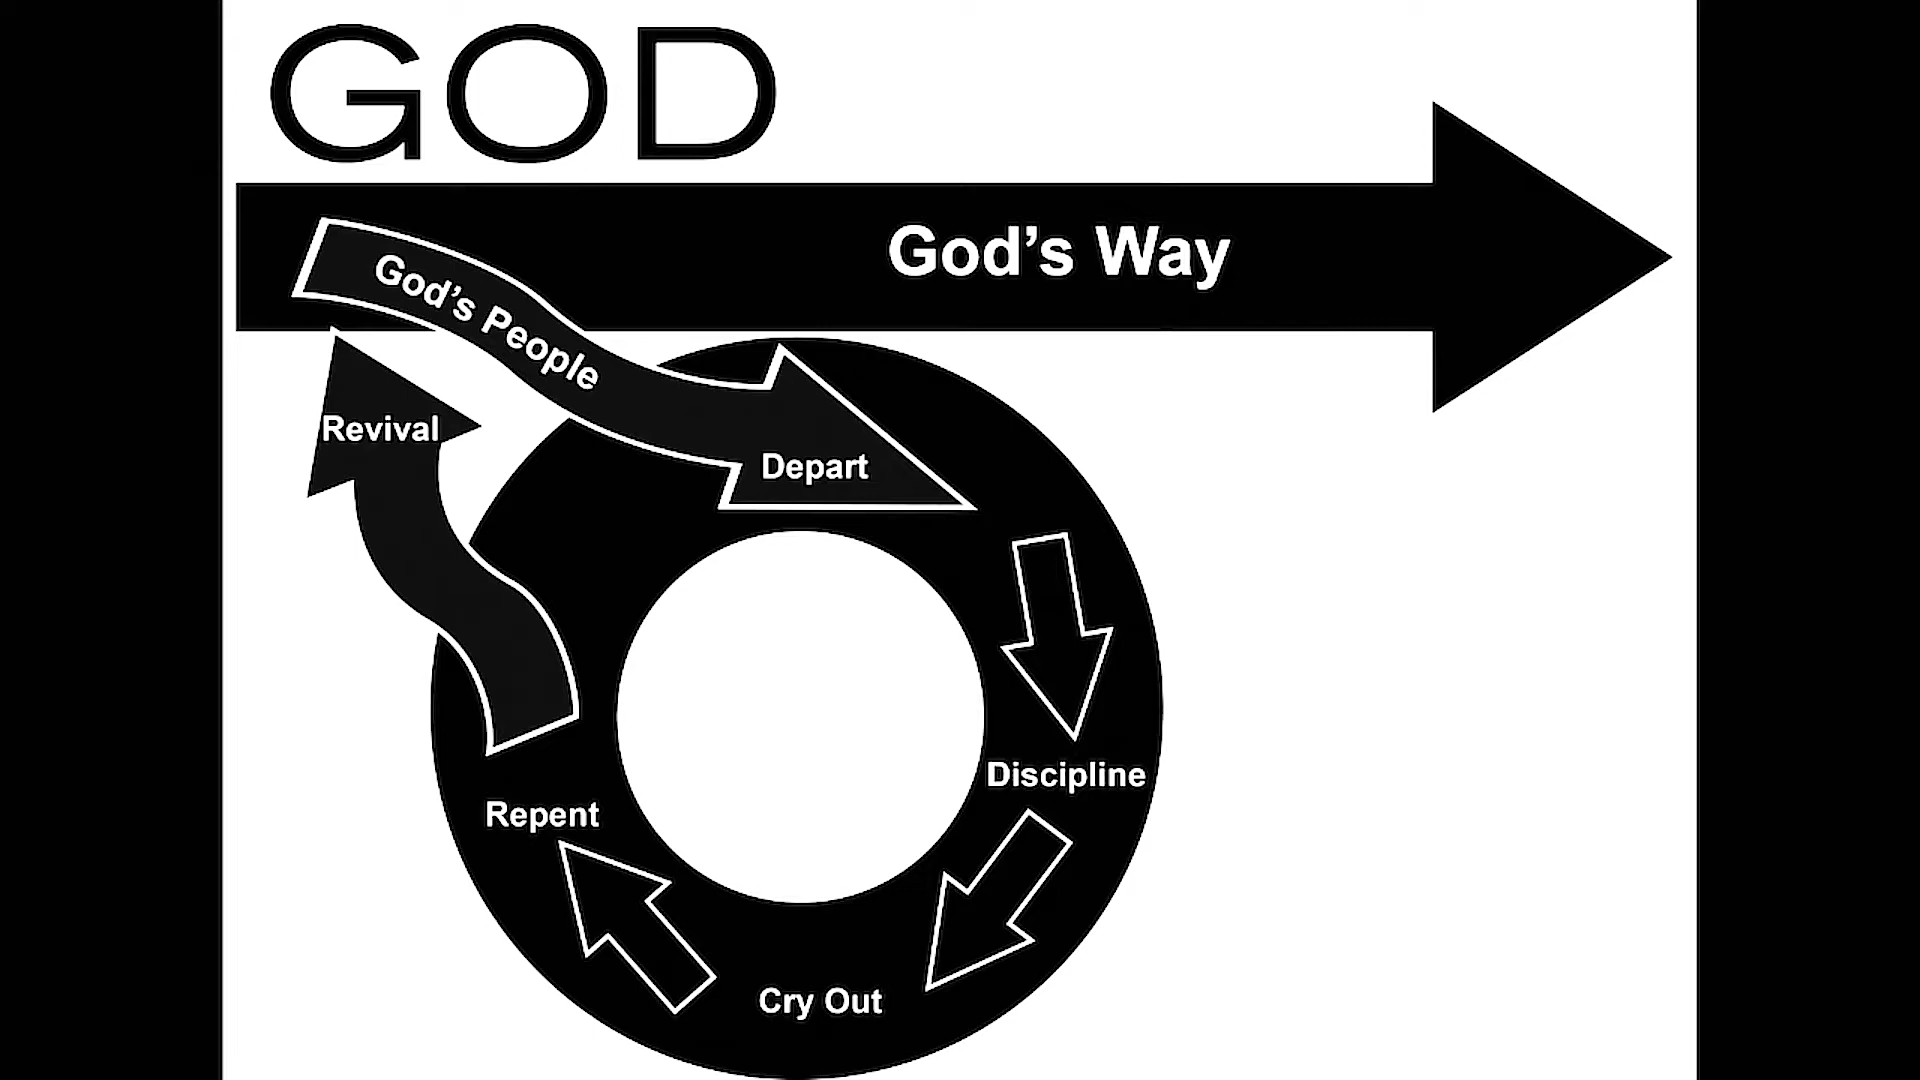 GOD
God’s Way
God’s People
Depart
Revival
Discipline
Repent
Cry Out